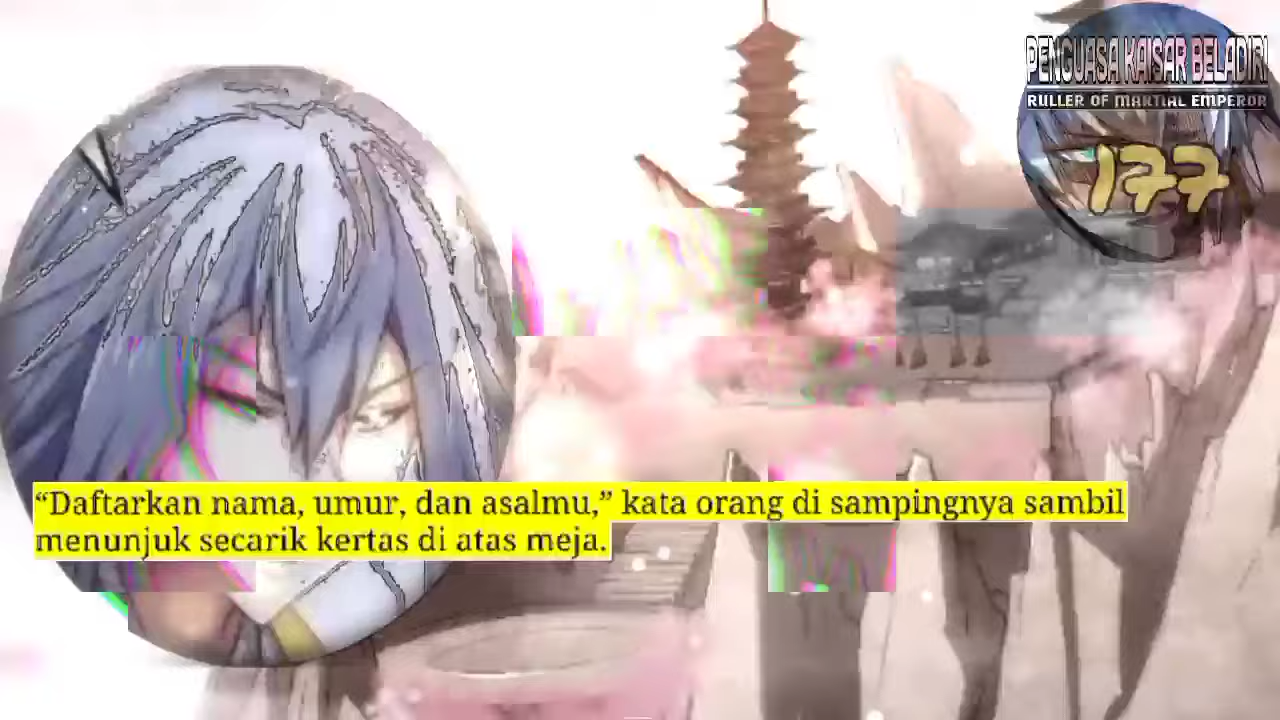 PENGUASA KAISAR BELADIRI
RULLER OF MARTIAL EMPEROR
177
“Daftarkan nama, umur, dan asalmu,” kata orang di sampingnya sambil
menunjuk secarik kertas di atas meja.